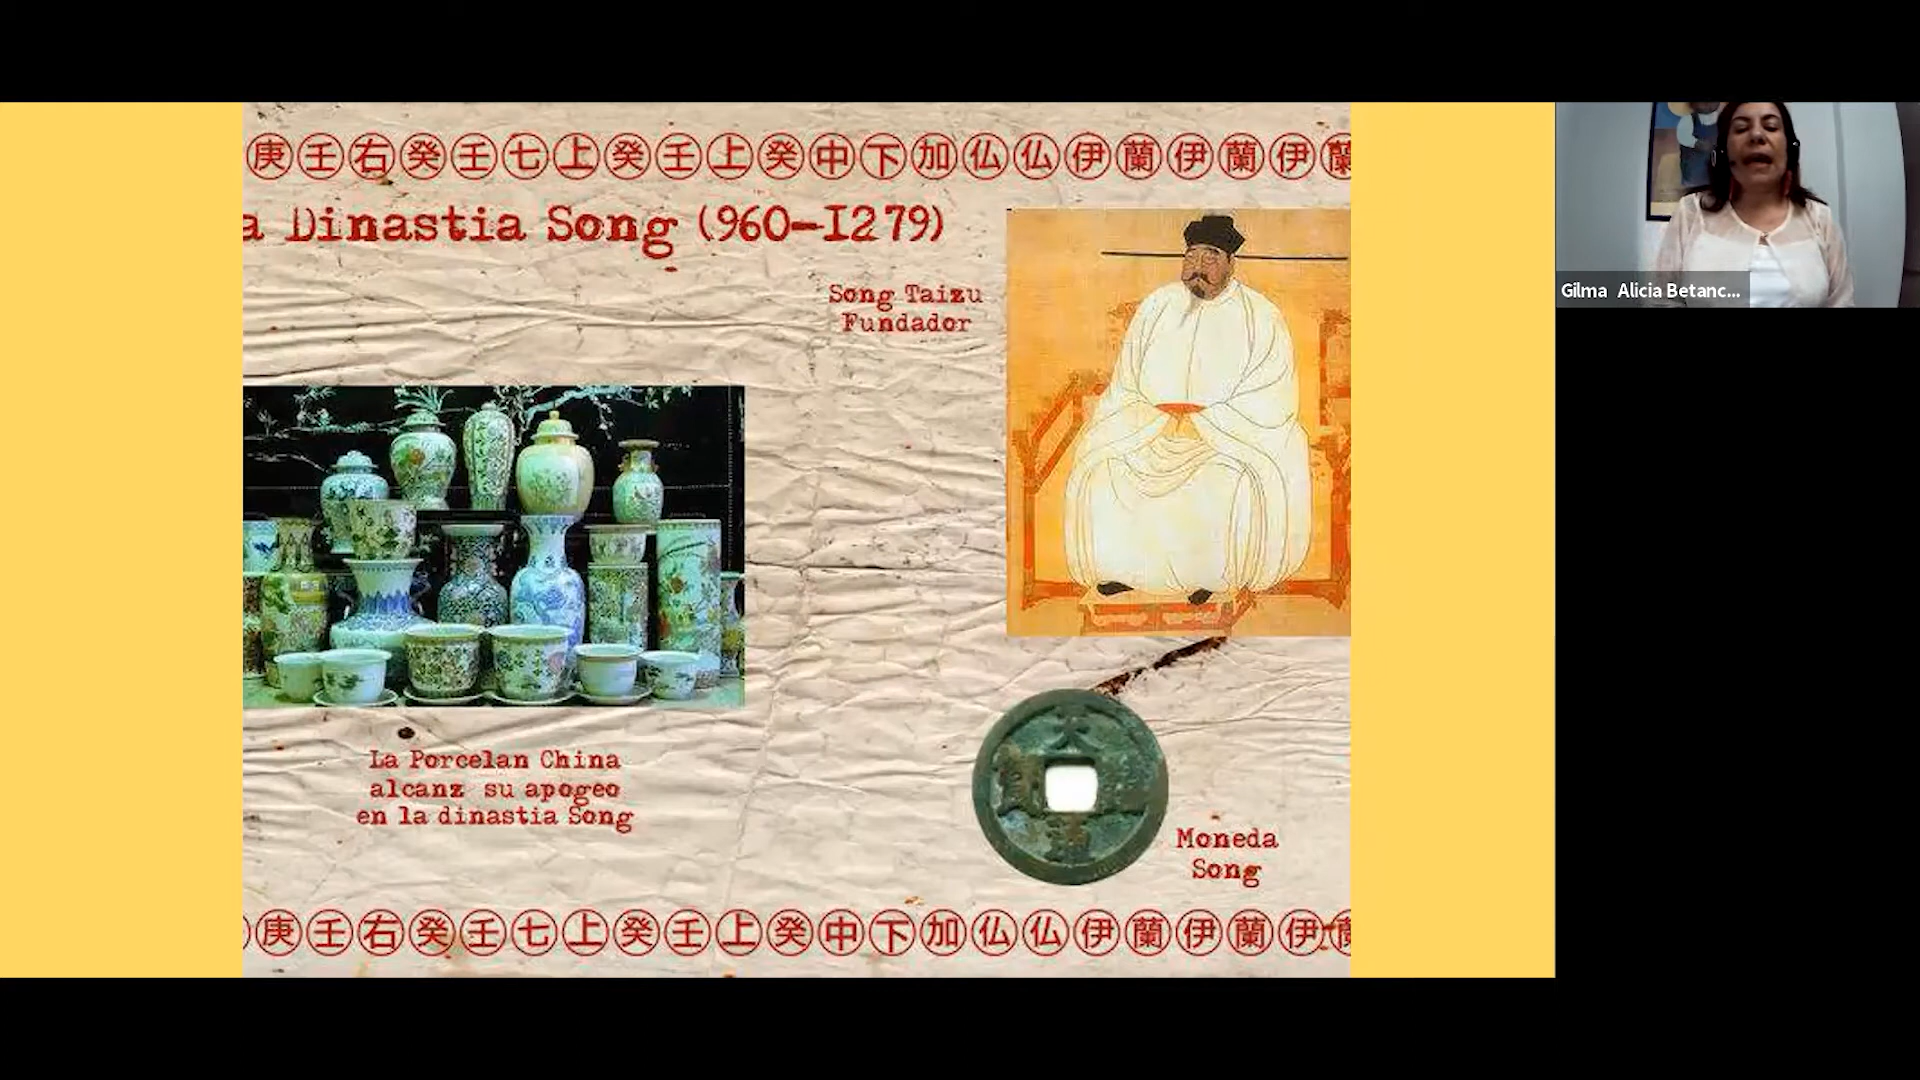 庚壬右癸壬七上癸壬上癸中下加仏仏伊蘭伊蘭伊蘭
a Dinastia Song (960-1279)
Song Taizu
Fundador
La Porcelan China
alcanz su apogeo
en la dinastia Song
Moneda
Song
庚壬右癸壬七上癸壬上癸中下加仏仏伊蘭伊蘭伊
Gilma Alicia Betanc...